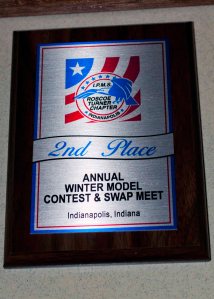 I.P.M.S.
ROSCOE
TURNER
CHAPTER
INDIANAPOLIS
2nd Place
ANNUAL
WINTER MODEL
CONTEST & SWAP MEET
Indianapolis, Indiana